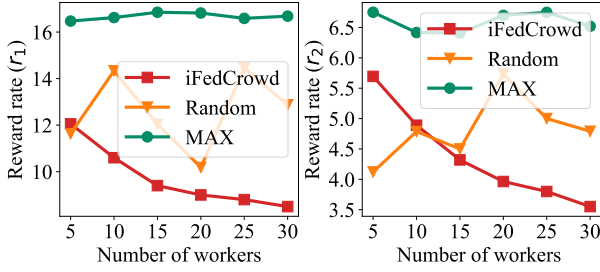 Reward rate (r1)
16
14
12
10
iFedCrowd
Random
MAX
5 10 15 20 25 30
Number of workers
Reward rate (r2)
6.5
6.0
5.5
5.0
4.5
4.0
3.5
iFedCrowd
Random
MAX
5 10 15 20 25 30
Number of workers